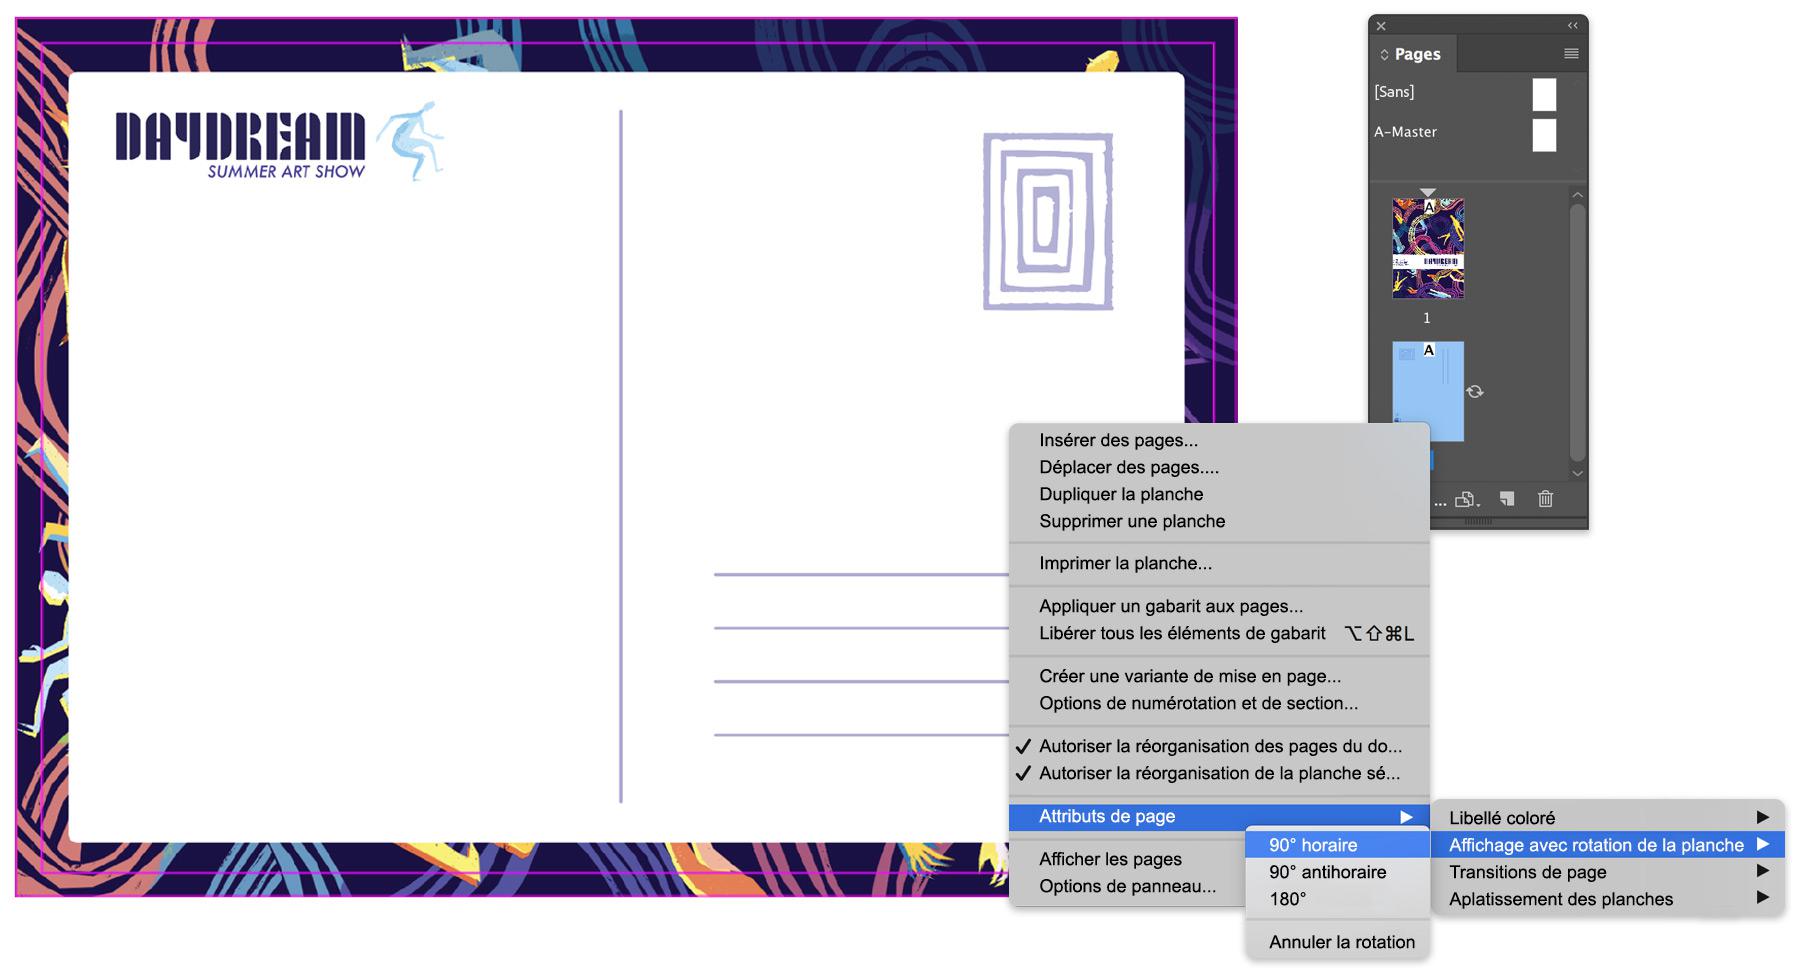 DAYDREAM
SUMMER ART SHOW
Pages
[Sans]
A-Master
A
DAYDREAM
1
A
...
Insérer des pages...
Déplacer des pages....
Dupliquer la planche
Supprimer une planche
Imprimer la planche...
Appliquer un gabarit aux pages...
Libérer tous les éléments de gabarit ⌥⇧⌘L
Créer une variante de mise en page...
Options de numérotation et de section...
✓ Autoriser la réorganisation des pages du do...
✓ Autoriser la réorganisation de la planche sé...
Attributs de page
Afficher les pages
Options de panneau...
Libellé coloré
Affichage avec rotation de la planche
Transitions de page
Aplatissement des planches
90° horaire
90° antihoraire
180°
Annuler la rotation